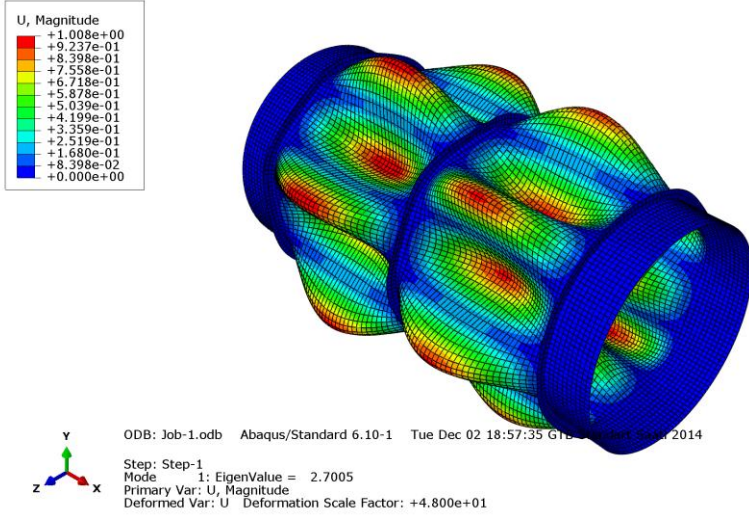 U, Magnitude
+1.008e+00
+9.237e-01
+8.398e-01
+7.558e-01
+6.718e-01
+5.878e-01
+5.039e-01
+4.199e-01
+3.359e-01
+2.519e-01
+1.680e-01
+8.398e-02
+0.000e+00
Y
Z
X
ODB: Job-1.odb Abaqus/Standard 6.10-1 Tue Dec 02 18:57:35 2014
Step: Step-1
Mode 1: EigenValue = 2.7005
Primary Var: U, Magnitude
Deformed Var: U Deformation Scale Factor: +4.800e+01